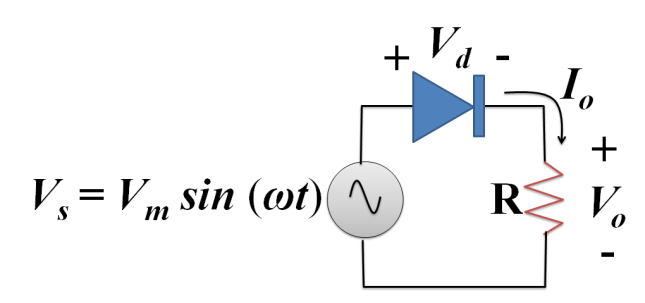 + V_d -
I_o
V_s = V_m sin (ωt)
R
+
V_o
-